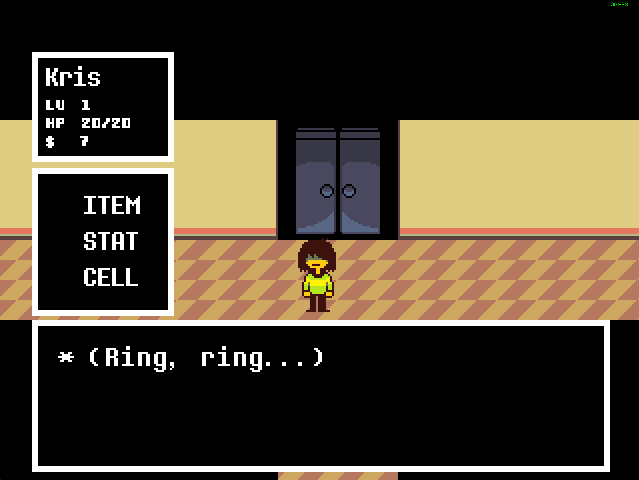 Kris
LV 1
HP 20/20
$ 7
ITEM
STAT
CELL
* (Ring, ring...)